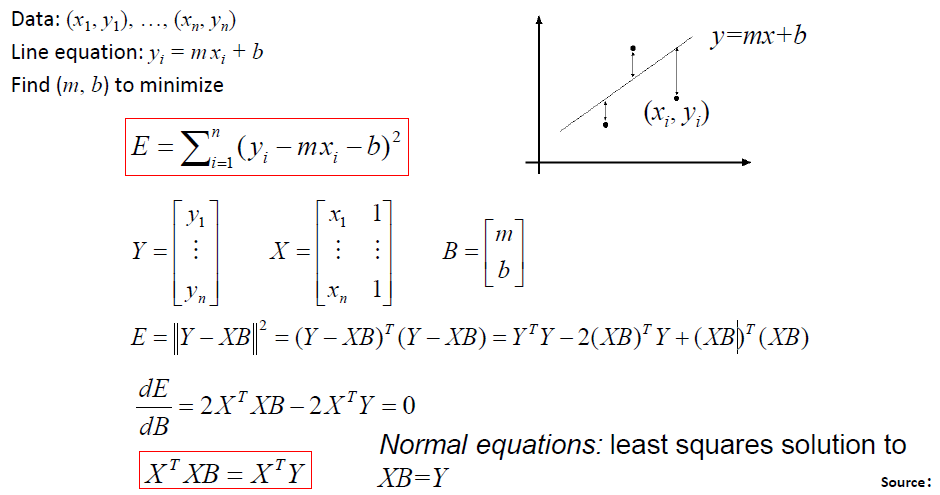 Data: (x₁, y₁), …, (xₙ, yₙ)
Line equation: yᵢ = mxᵢ + b
Find (m, b) to minimize
y=mx+b
(xᵢ, yᵢ)
E = ∑ᵢ₌₁ⁿ (yᵢ − mxᵢ − b)²
Y = [y₁ ⋮ yₙ] X = [x₁ 1 ⋮ ⋮ xₙ 1] B = [m b]
E = ‖Y − XB‖² = (Y − XB)ᵀ(Y − XB) = YᵀY − 2(XB)ᵀY + (XB)ᵀ(XB)
dE/dB = 2XᵀXB − 2XᵀY = 0
XᵀXB = XᵀY
Normal equations: least squares solution to
XB=Y
Source: